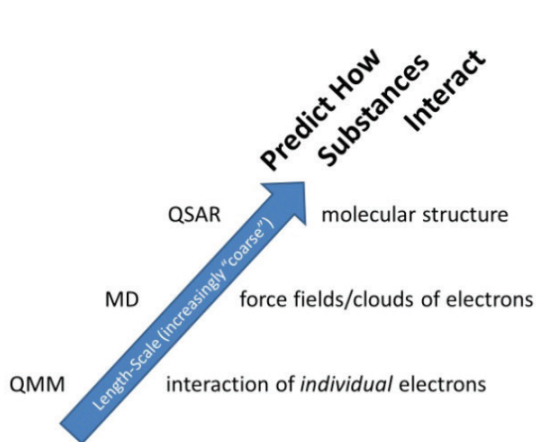 Predict How
Substances
Interact
QSAR
molecular structure
Length-Scale (increasingly "coarse")
MD
force fields/clouds of electrons
QMM
interaction of individual electrons